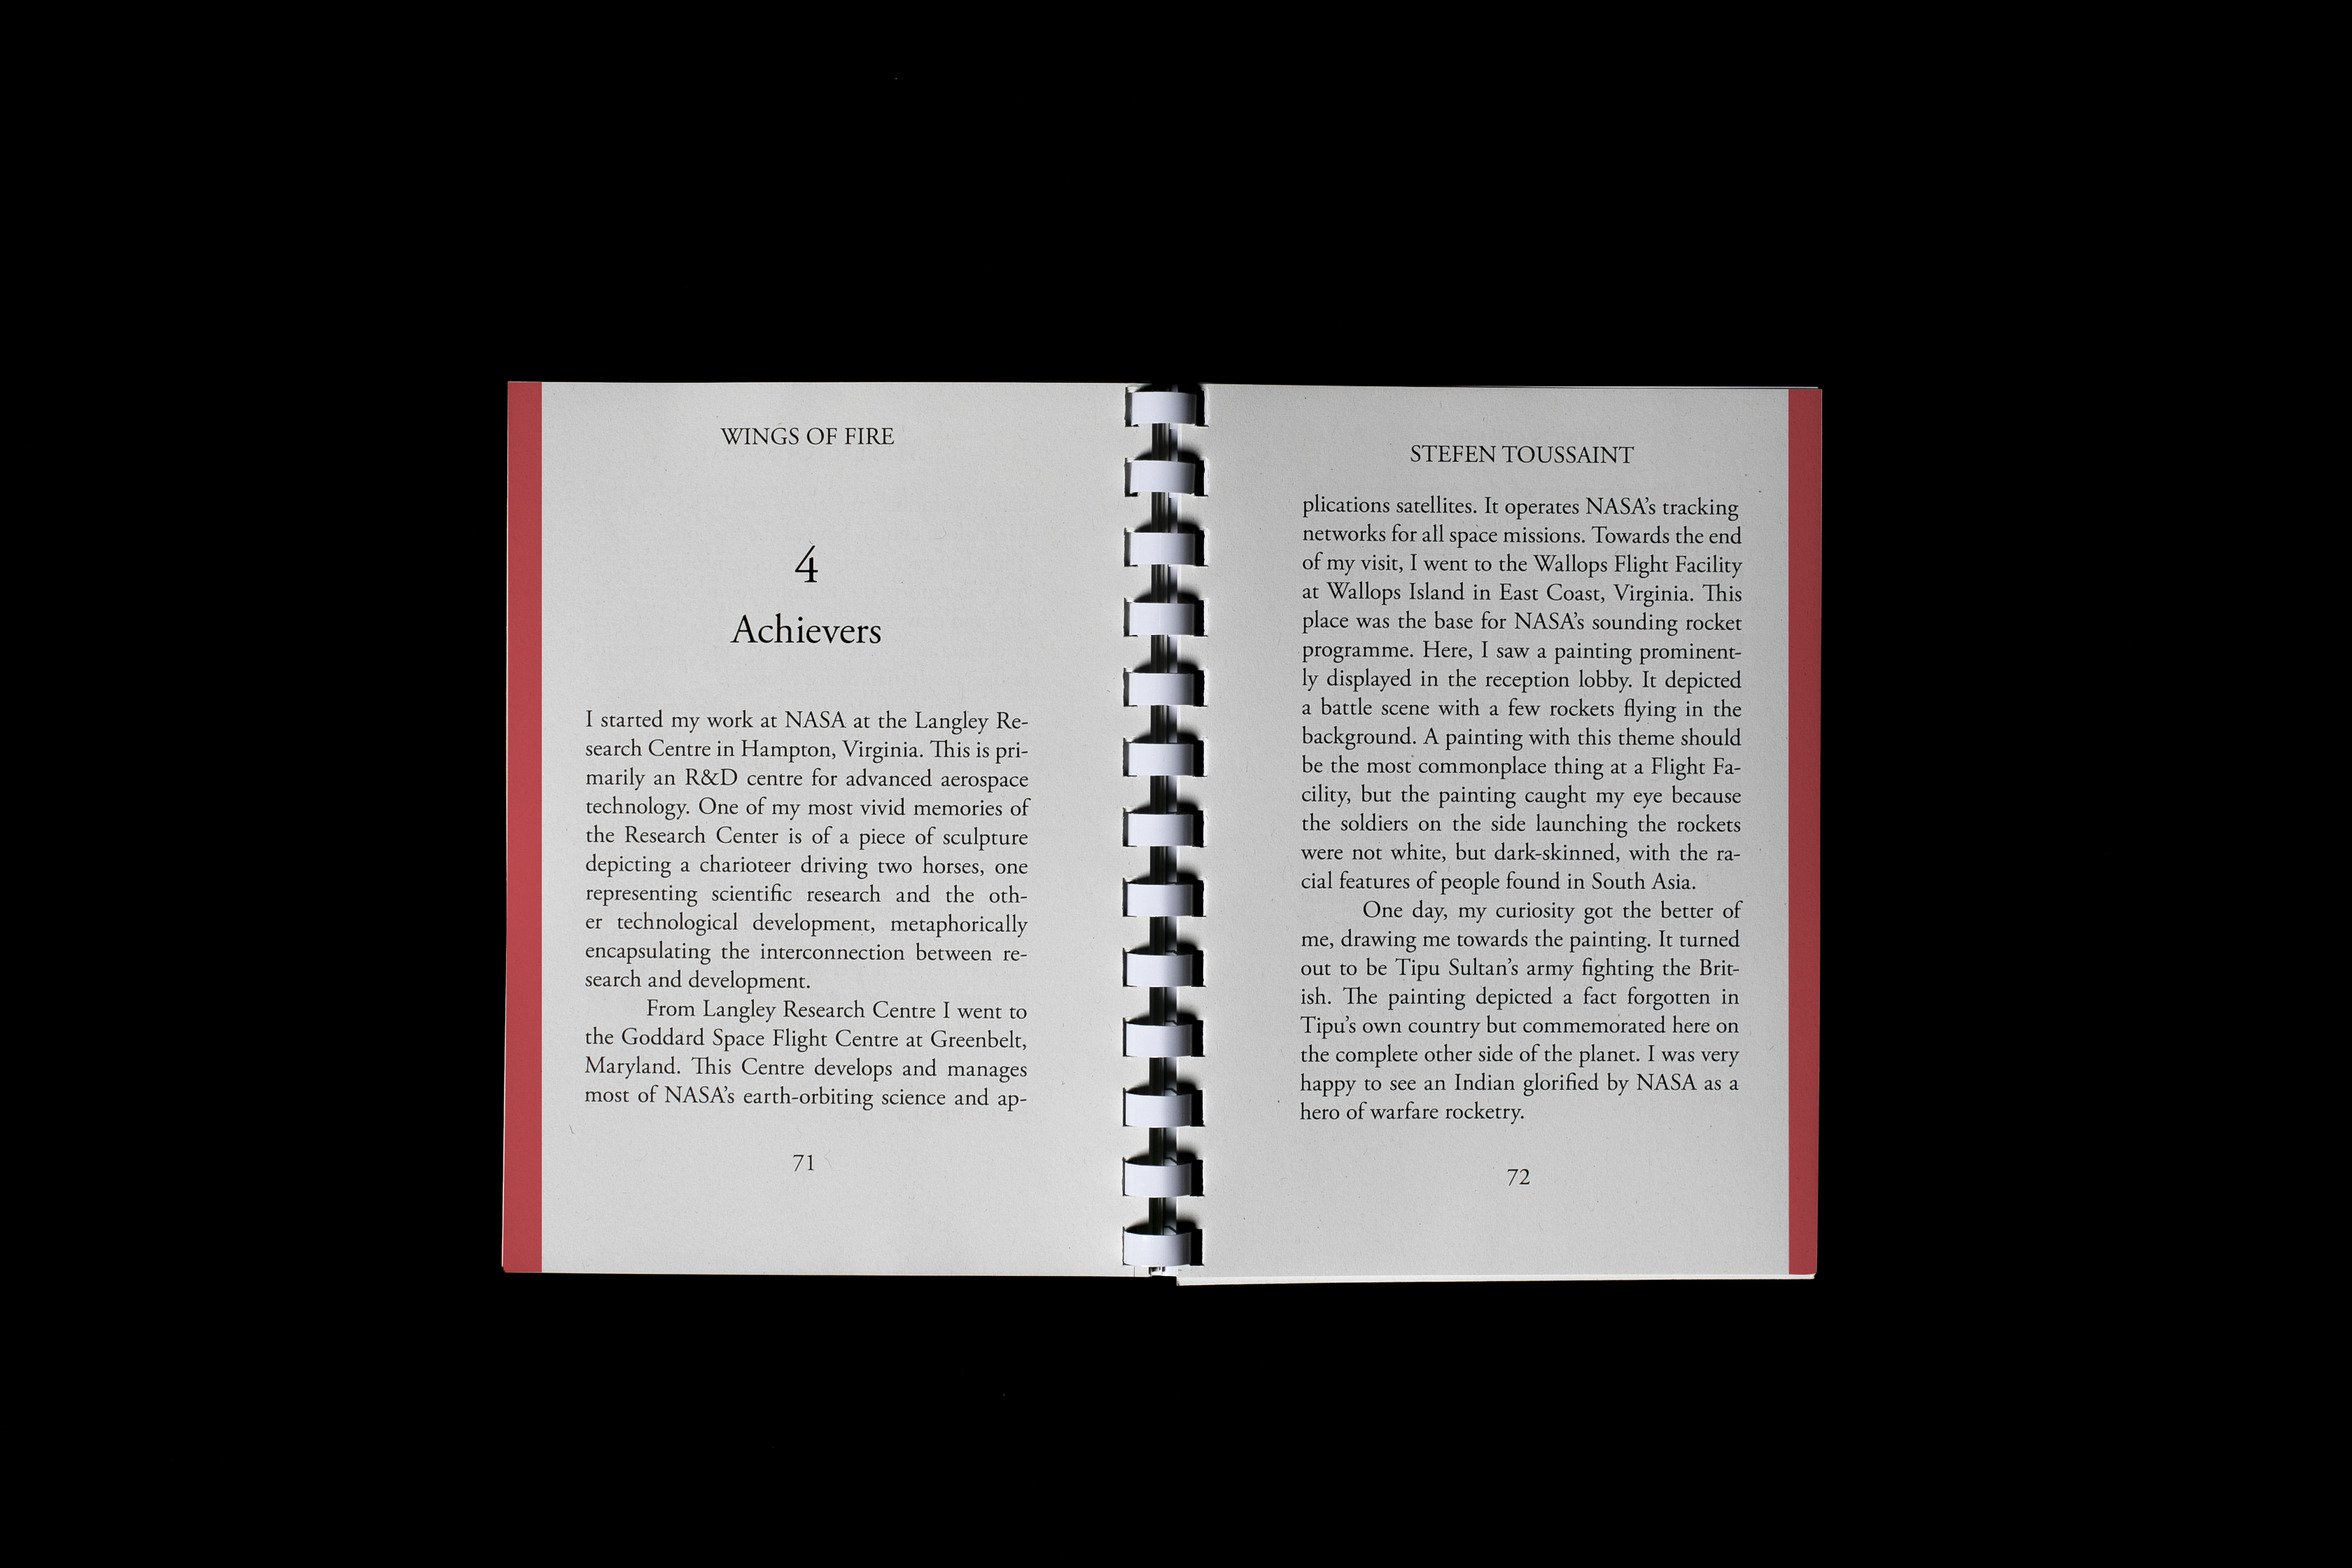 WINGS OF FIRE
4
Achievers
I started my work at NASA at the Langley Re-
search Centre in Hampton, Virginia. This is pri-
marily an R&D centre for advanced aerospace
technology. One of my most vivid memories of
the Research Center is of a piece of sculpture
depicting a charioteer driving two horses, one
representing scientific research and the oth-
er technological development, metaphorically
encapsulating the interconnection between re-
search and development.
From Langley Research Centre I went to
the Goddard Space Flight Centre at Greenbelt,
Maryland. This Centre develops and manages
most of NASA’s earth-orbiting science and ap-
71
STEFEN TOUSSAINT
plications satellites. It operates NASA’s tracking
networks for all space missions. Towards the end
of my visit, I went to the Wallops Flight Facility
at Wallops Island in East Coast, Virginia. This
place was the base for NASA’s sounding rocket
programme. Here, I saw a painting prominent-
ly displayed in the reception lobby. It depicted
a battle scene with a few rockets flying in the
background. A painting with this theme should
be the most commonplace thing at a Flight Fa-
cility, but the painting caught my eye because
the soldiers on the side launching the rockets
were not white, but dark-skinned, with the ra-
cial features of people found in South Asia.
One day, my curiosity got the better of
me, drawing me towards the painting. It turned
out to be Tipu Sultan’s army fighting the Brit-
ish. The painting depicted a fact forgotten in
Tipu’s own country but commemorated here on
the complete other side of the planet. I was very
happy to see an Indian glorified by NASA as a
hero of warfare rocketry.
72